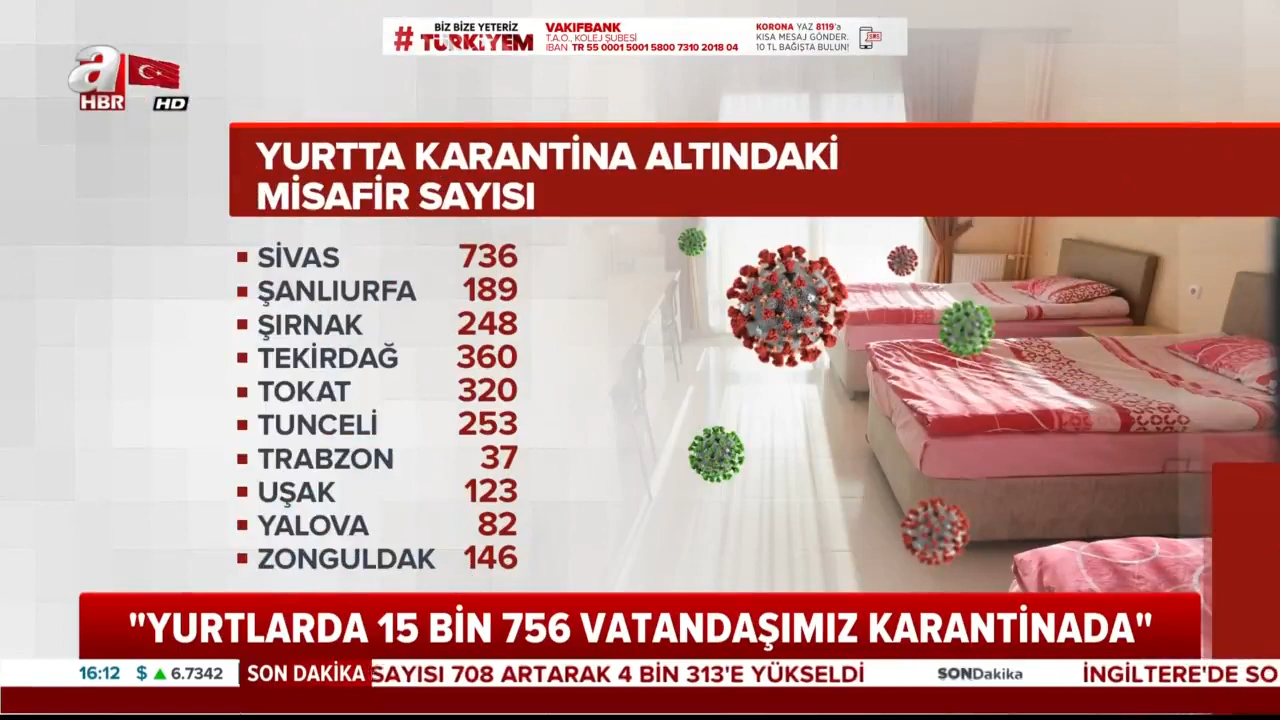 BİZ BİZE YETERİZ
# TÜRKİYEM
VAKIFBANK
T.A.O., KOLEJ ŞUBESİ
IBAN TR 55 0001 5001 5800 7310 2018 04
KORONA YAZ 8119'a
KISA MESAJ GÖNDER.
10 TL BAĞIŞTA BULUN!
SMS
a
HBR
HD
YURTTA KARANTİNA ALTINDAKİ
MİSAFİR SAYISI
SİVAS 736
ŞANLIURFA 189
ŞIRNAK 248
TEKİRDAĞ 360
TOKAT 320
TUNCELİ 253
TRABZON 37
UŞAK 123
YALOVA 82
ZONGULDAK 146
"YURTLARDA 15 BİN 756 VATANDAŞIMIZ KARANTİNADA"
16:12 $ ▲ 6.7342 SON DAKİKA SAYISI 708 ARTARAK 4 BİN 313'E YÜKSELDİ SONDakika İNGİLTERE'DE SO